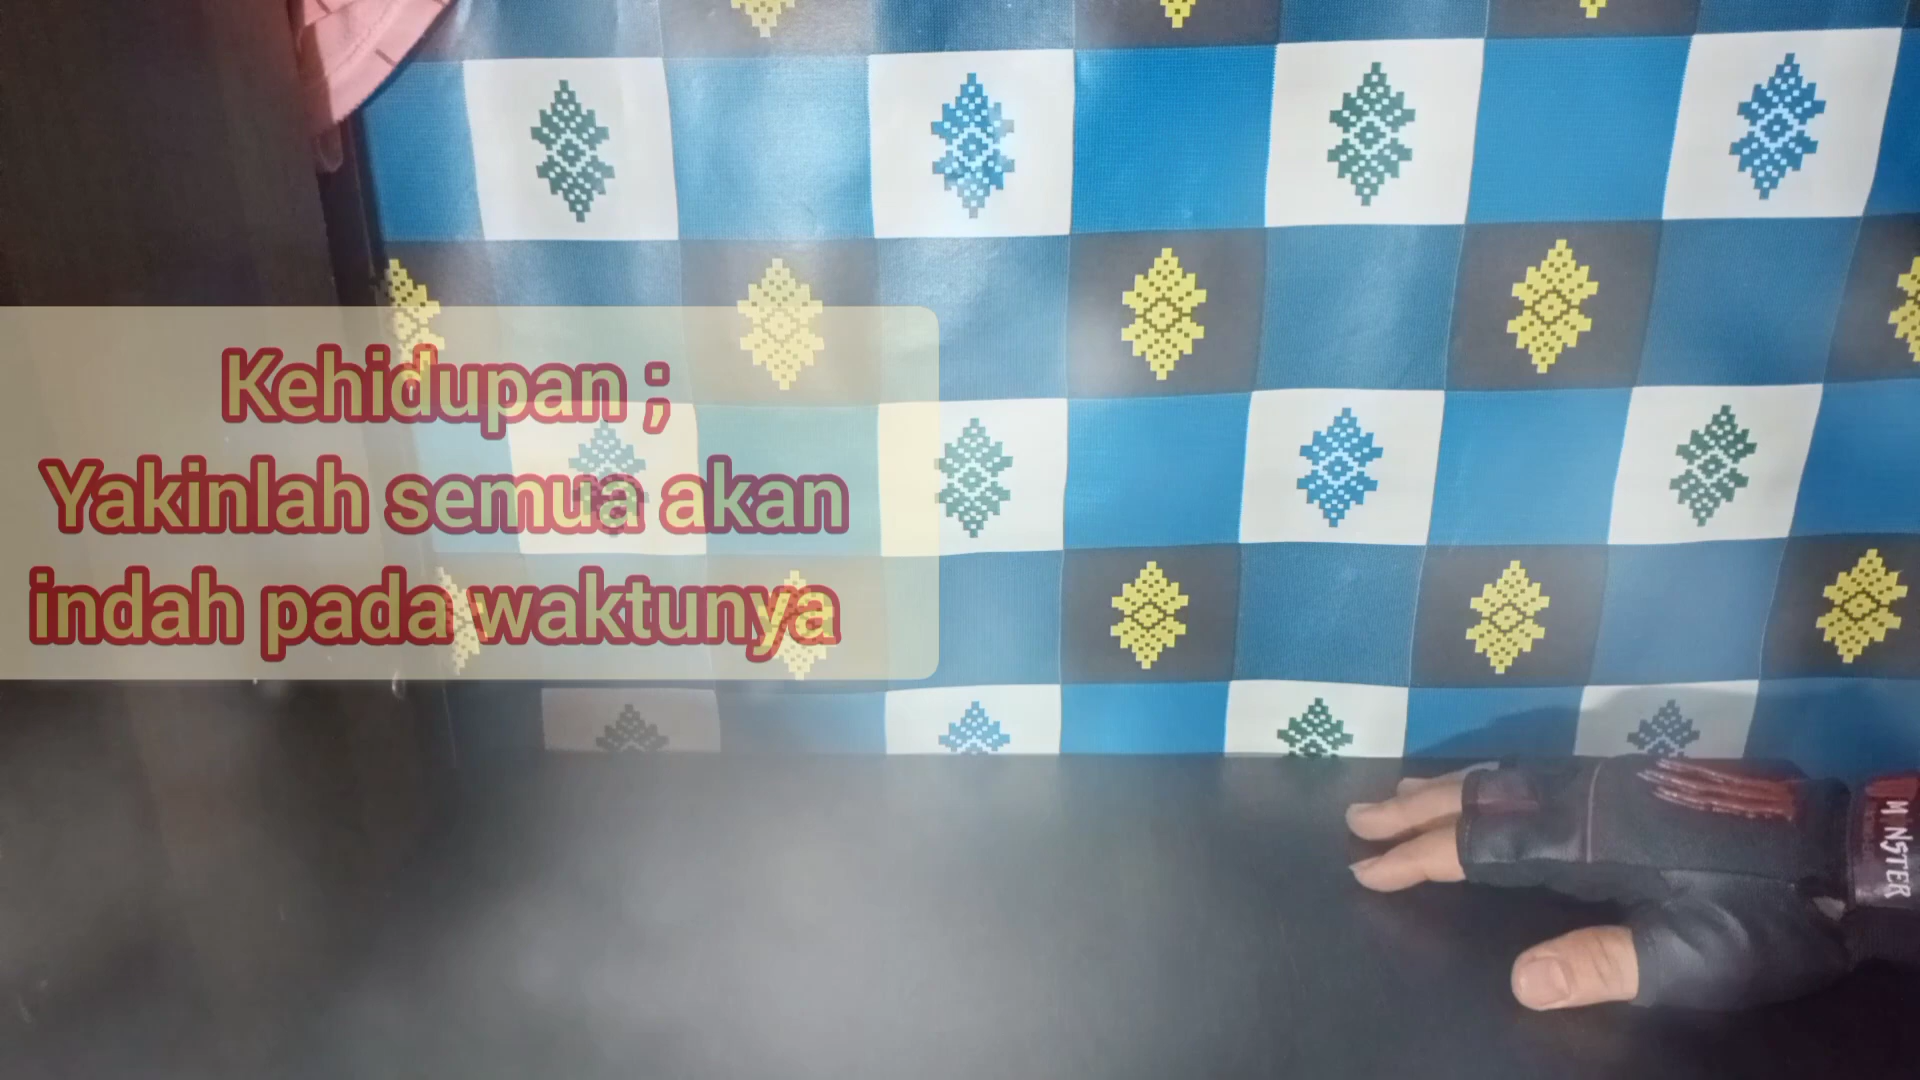 Kehidupan ;
Yakinlah semua akan
indah pada waktunya
M NSTER